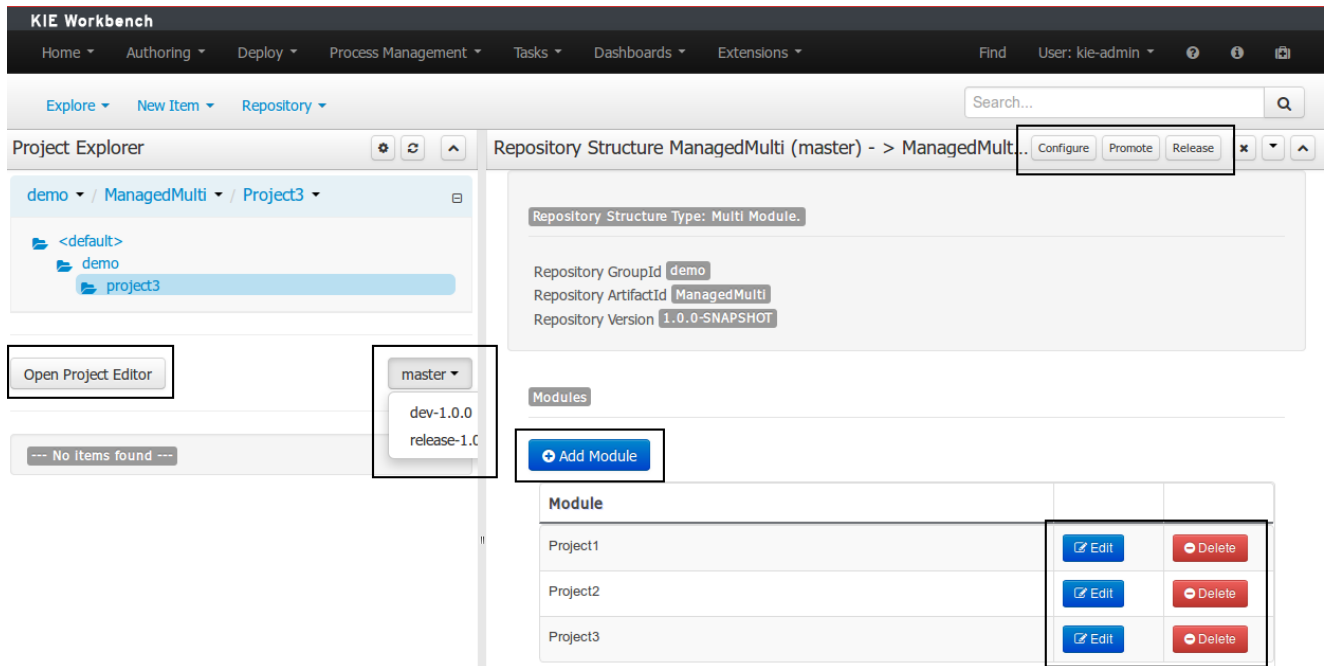 KIE Workbench
Home Authoring Deploy Process Management Tasks Dashboards Extensions Find User: kie-admin
Explore New Item Repository Search...
Project Explorer
demo / ManagedMulti / Project3
<default>
demo
project3
Open Project Editor
master
dev-1.0.0
release-1.0
--- No items found ---
Repository Structure ManagedMulti (master) - > ManagedMult... Configure Promote Release
Repository Structure Type: Multi Module.
Repository GroupId demo
Repository ArtifactId ManagedMulti
Repository Version 1.0.0-SNAPSHOT
Modules
Add Module
Module
Project1 Edit Delete
Project2 Edit Delete
Project3 Edit Delete